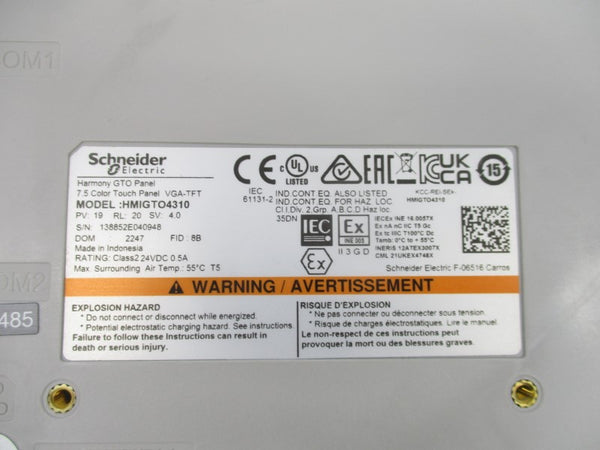 COM1
Schneider
Electric
Harmony GTO Panel
7.5 Color Touch Panel VGA-TFT
MODEL :HMIGTO4310
PV: 19 RL: 20 SV: 4.0
S/N: 138852E040948
DOM 2247 FID: 8B
Made in Indonesia
RATING: Class2 24VDC 0.5A
Max Surrounding Air Temp.: 55°C T5
CE UL LISTED EAC UKCA 15
IEC 61131-2
IND.CONT.EQ. ALSO LISTED
IND.CONT.EQ. FOR HAZ LOC.
Cl.I,Div.2,Grp. A,B,C,D Haz loc.
35DN
IEC
IECEx
Ex
INE 003
II 3 G D
KCC-REI-SEk-
HMIGTO4310
IECEx INE 16.0057X
Ex nA nC IIC T5 Gc
Ex tc IIIC T100°C Dc
Temb: 0°C to + 55°C
INERIS 12ATEX3007X
CML 21UKEX4748X
Schneider Electric F-06516 Carros
WARNING / AVERTISSEMENT
EXPLOSION HAZARD
* Do not connect or disconnect while energized.
* Potential electrostatic charging hazard. See instructions.
Failure to follow these Instructions can result in
death or serious injury.
RISQUE D'EXPLOSION
* Ne pas connecter ou déconnecter sous tension.
* Risque de charges électrostatiques. Lire le manuel.
Le non-respect de ces instructions peut
provoquer la mort ou des blessures graves.
OM2
485